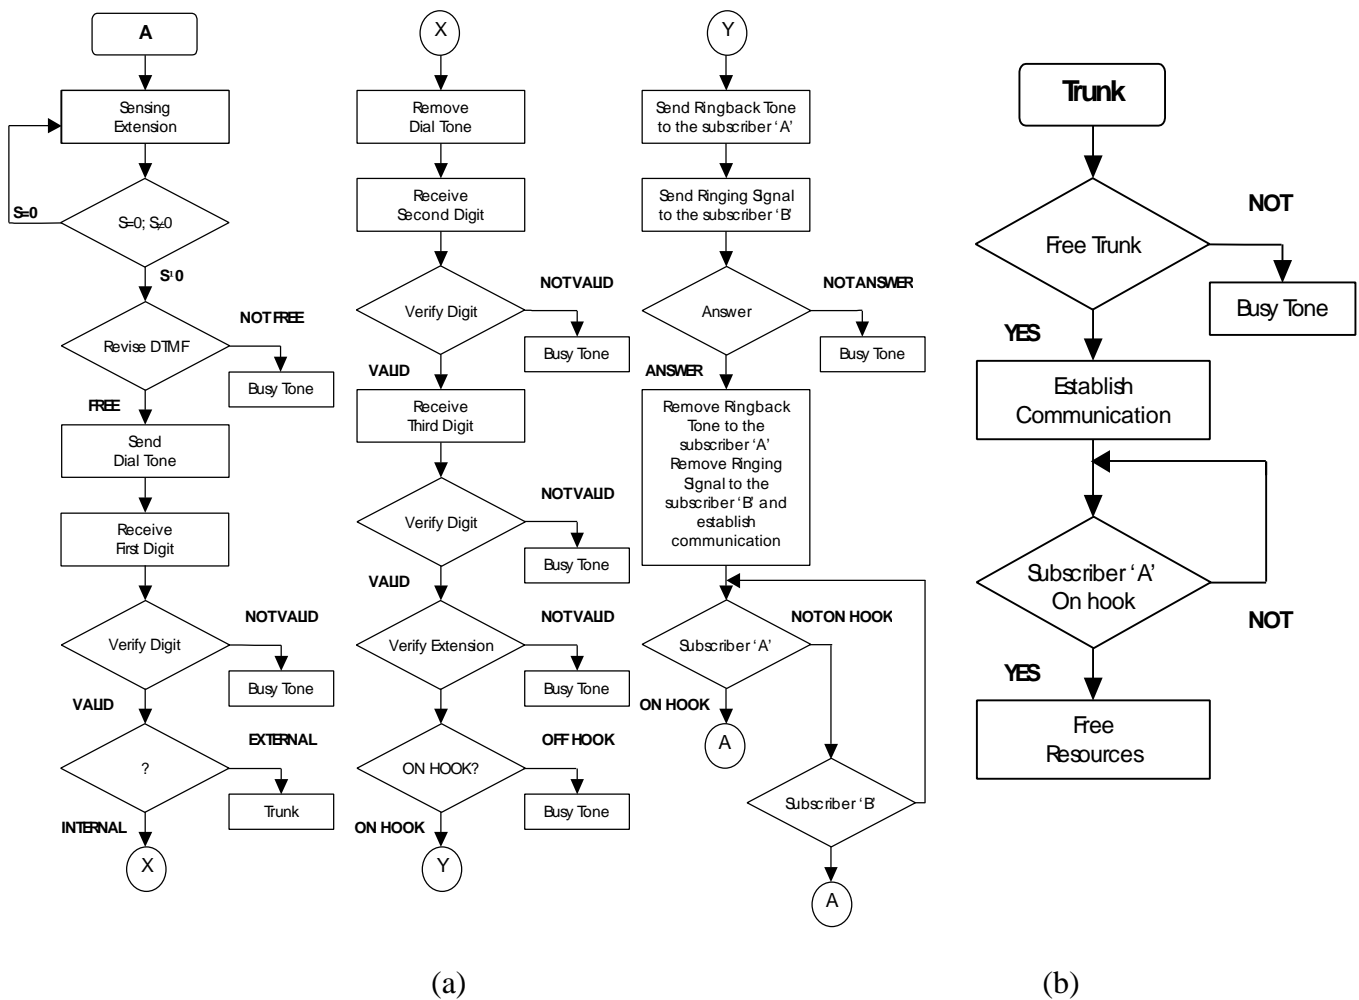 A
Sensing
Extension
S=0
S=0; S≠0
S¹ 0
Revise DTMF
NOT FREE
Busy Tone
FREE
Send
Dial Tone
Receive
First Digit
Verify Digit
NOT VALID
Busy Tone
VALID
?
EXTERNAL
Trunk
INTERNAL
X
X
Remove
Dial Tone
Receive
Second Digit
Verify Digit
NOT VALID
Busy Tone
VALID
Receive
Third Digit
Verify Digit
NOT VALID
Busy Tone
VALID
Verify Extension
NOT VALID
Busy Tone
ON HOOK?
OFF HOOK
Busy Tone
ON HOOK
Y
Y
Send Ringback Tone
to the subscriber ‘A’
Send Ringing Signal
to the subscriber ‘B’
Answer
NOT ANSWER
Busy Tone
ANSWER
Remove Ringback
Tone to the
subscriber ‘A’
Remove Ringing
Signal to the
subscriber ‘B’ and
establish
communication
Subscriber ‘A’
NOT ON HOOK
ON HOOK
A
Subscriber ‘B’
A
(a)
Trunk
Free Trunk
NOT
Busy Tone
YES
Establish
Communication
Subscriber ‘A’
On hook
NOT
YES
Free
Resources
(b)